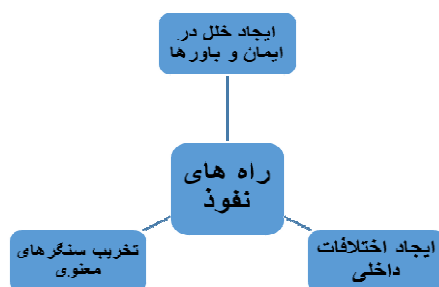 ایجاد خلل در
ایمان و باورها
راه های
نفوذ
ایجاد اختلافات
داخلی
تخریب سنگرهای
معنوی